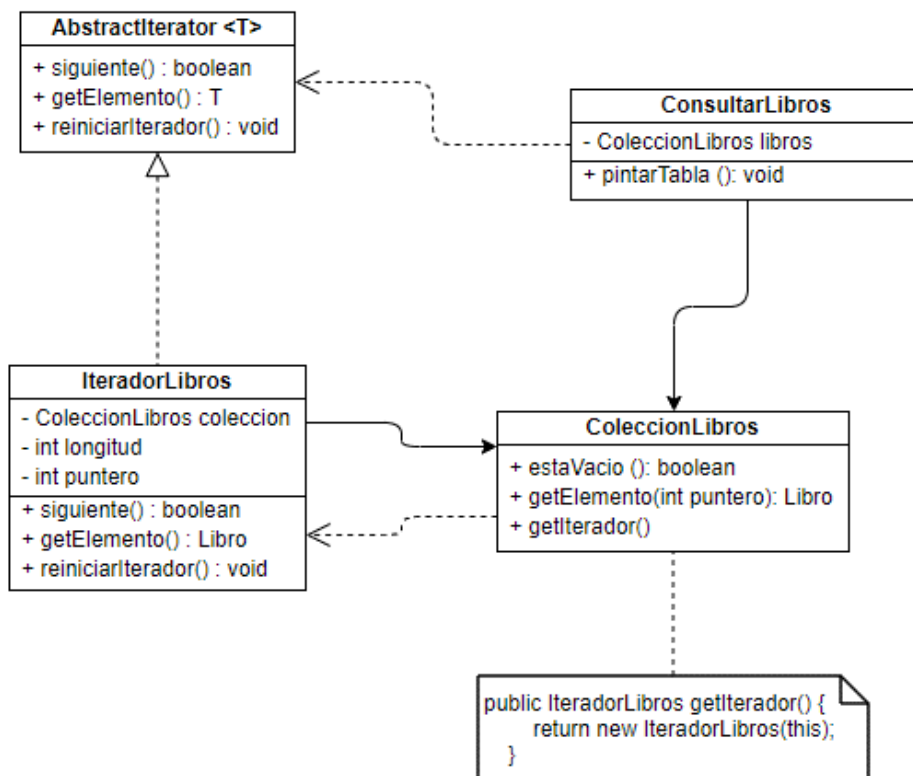 AbstractIterator <T>
+ siguiente() : boolean
+ getElemento() : T
+ reiniciarIterador() : void
ConsultarLibros
- ColeccionLibros libros
+ pintarTabla (): void
IteradorLibros
- ColeccionLibros coleccion
- int longitud
- int puntero
+ siguiente() : boolean
+ getElemento() : Libro
+ reiniciarIterador() : void
ColeccionLibros
+ estaVacio (): boolean
+ getElemento(int puntero): Libro
+ getIterador()
public IteradorLibros getIterador() {
return new IteradorLibros(this);
}